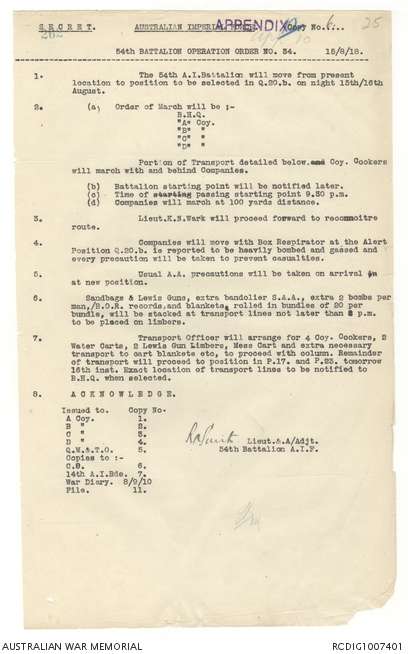 S E C R E T. AUSTRALIAN IMPERIAL FORCE. Copy No. 6 25
APPENDIX
262
54th BATTALION OPERATION ORDER NO. 34. 15/8/18.
1. The 54th A.I.Battalion will move from present
location to position to be selected in Q.20.b. on night 15th/16th
August.
2. (a) Order of March will be :-
B.H.Q.
"A" Coy.
"B" "
"C" "
"D" "
Portion of Transport detailed below and Coy. Cookers
will march with and behind Companies.
(b) Battalion starting point will be notified later.
(c) Time of starting passing starting point 9.30 p.m.
(d) Companies will march at 100 yards distance.
3. Lieut.K.S.Wark will proceed forward to reconnoitre
route.
4. Companies will move with Box Respirator at the Alert
Position Q.20.b. is reported to be heavily bombed and gassed and
every precaution will be taken to prevent casualties.
5. Usual A.A. precautions will be taken on arrival
at new position.
6. Sandbags & Lewis Guns, extra bandolier S.A.A., extra 2 bombs per
man,/B.O.R. records,and blankets, rolled in bundles of 20 per
bundle, will be stacked at transport lines not later than 8 p.m.
to be placed on limbers.
7. Transport Officer will arrange for 4 Coy. Cookers, 2
Water Carts, 2 Lewis Gun Limbers, Mess Cart and extra necessary
transport to cart blankets etc, to proceed with column. Remainder
of transport will proceed to position in P.17. and P.23. tomorrow
16th inst. Exact location of transport lines to be notified to
B.H.Q. when selected.
8. A C K N O W L E D G E.
Issued to. Copy No.
A Coy. 1.
B " 2.
C " 3.
D " 4.
Q.M.& T.O. 5.
Copies to :-
C.O. 6.
14th A.I.Bde. 7.
War Diary. 8/9/10
File. 11.
Lieut.& A/Adjt.
54th Battalion A.I.F.
AUSTRALIAN WAR MEMORIAL RCDIG1007401